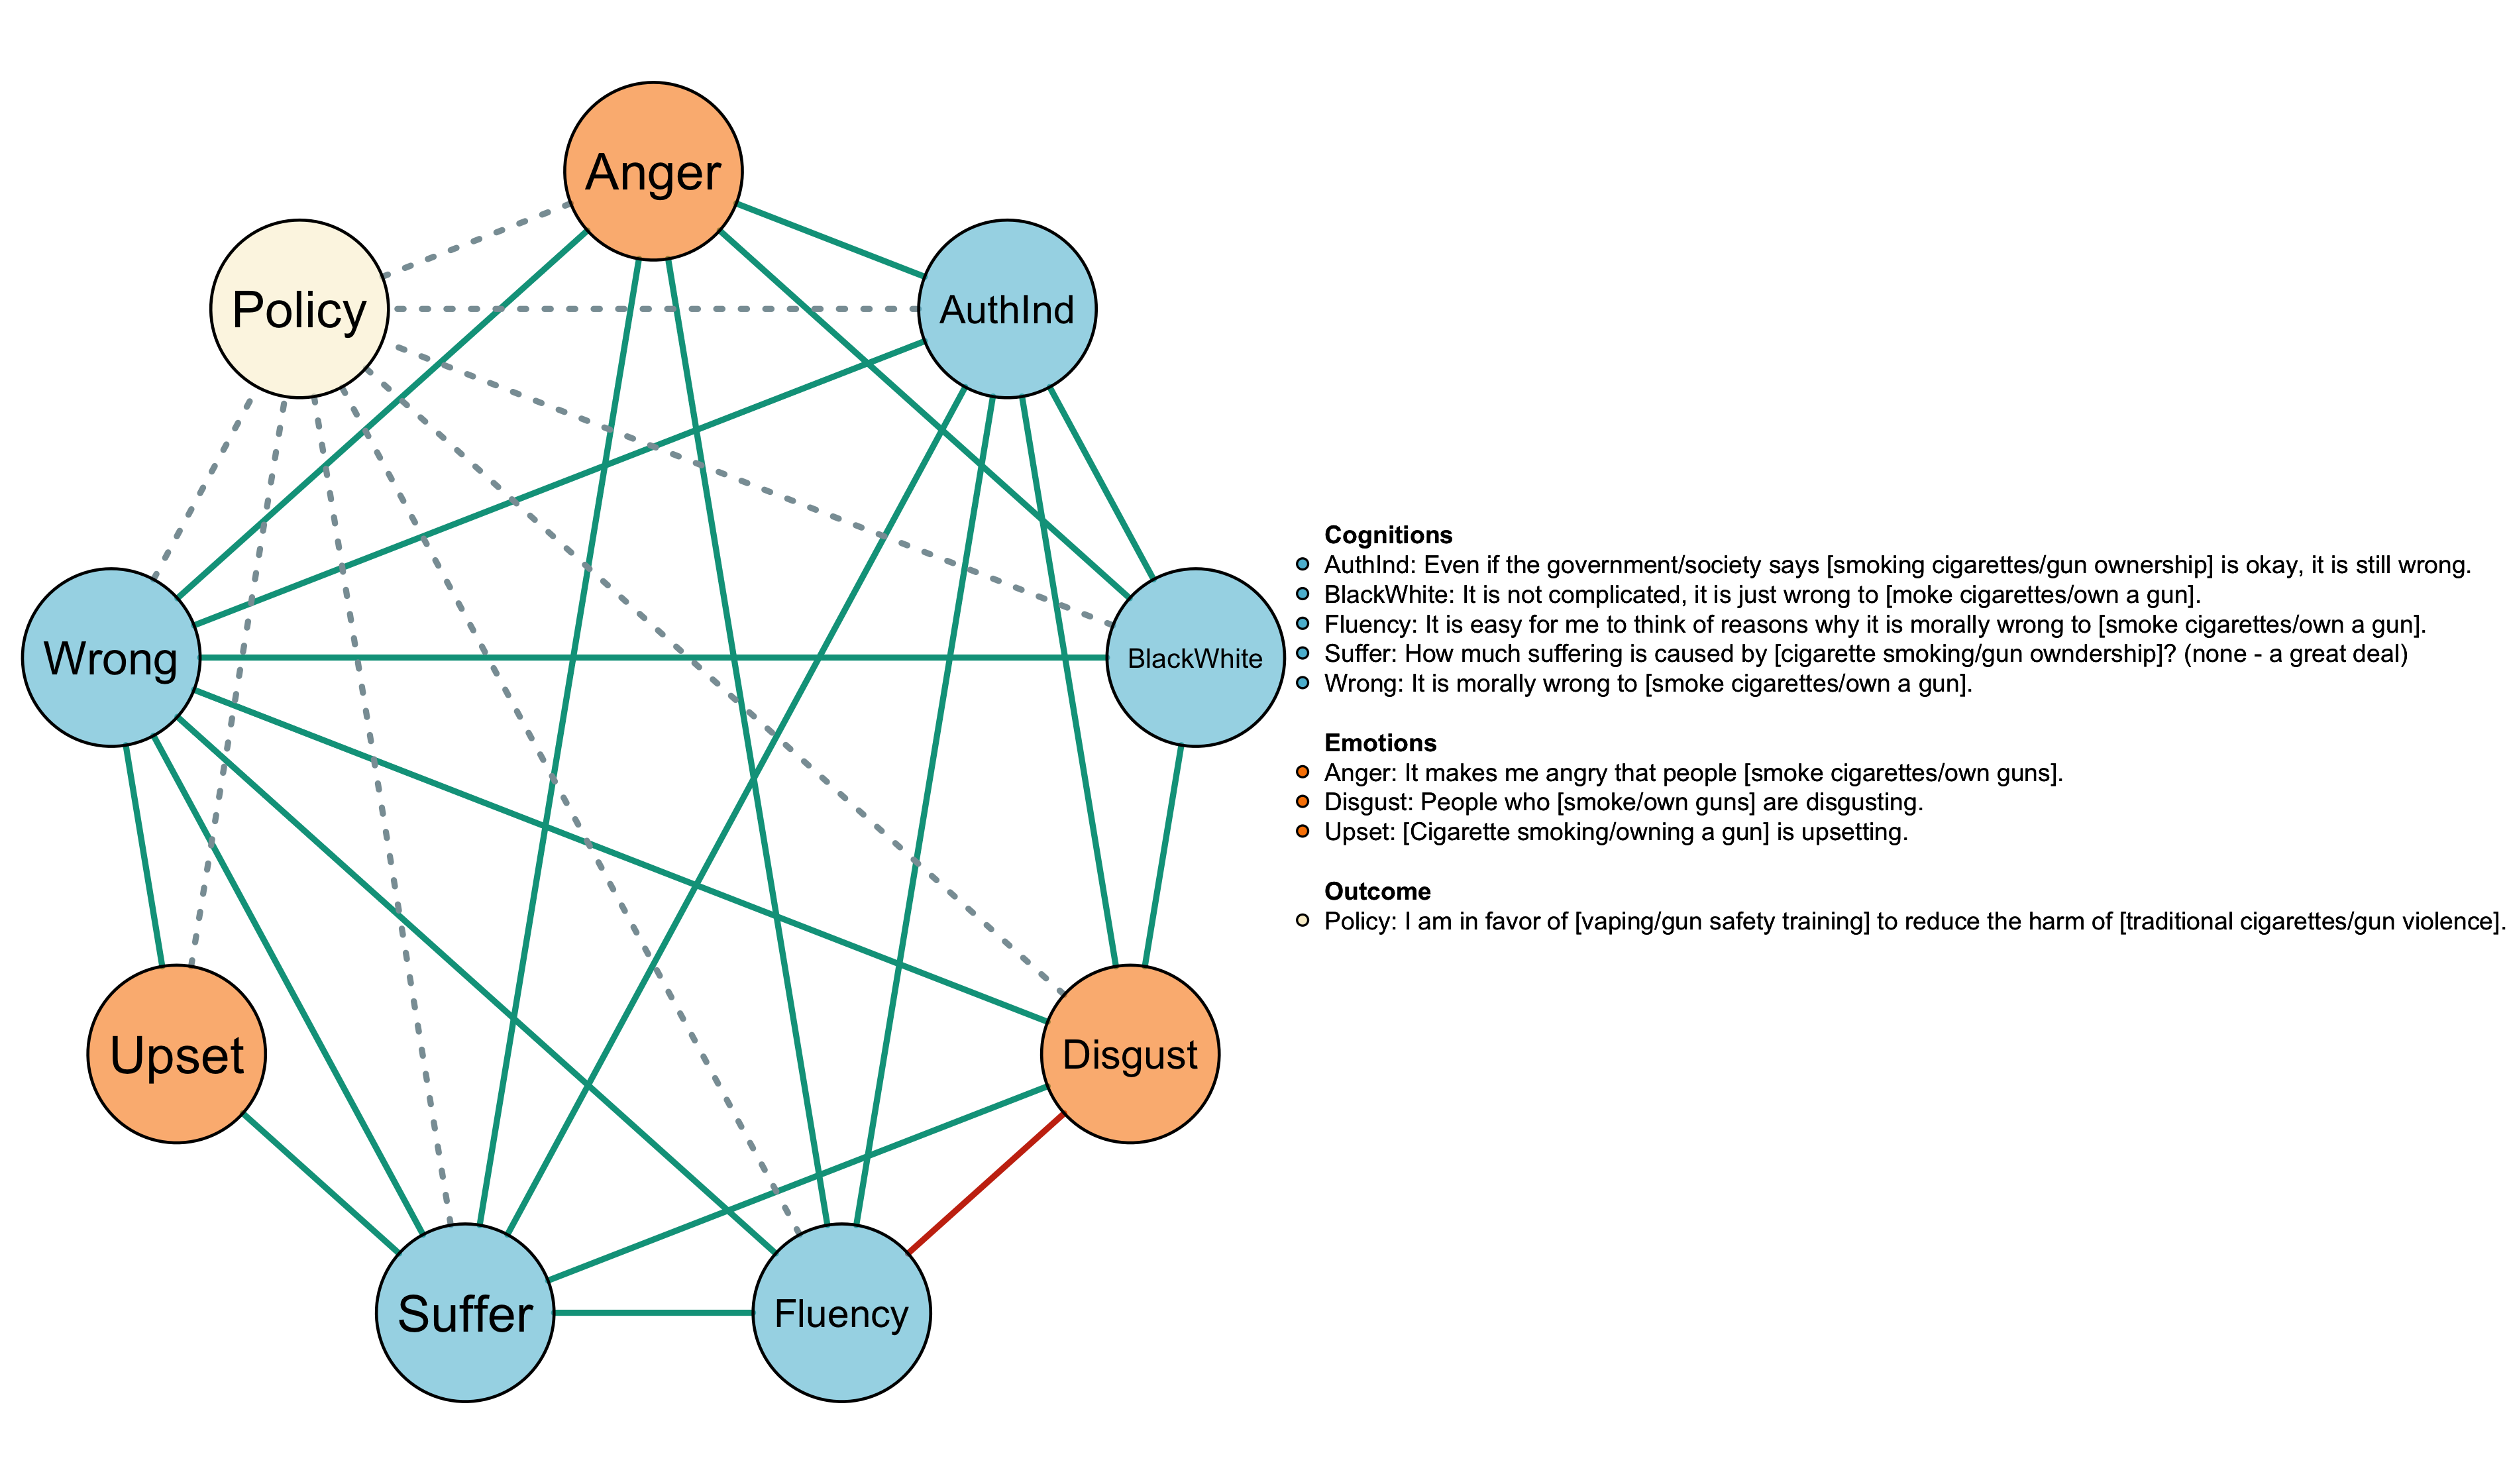 Anger
Policy
AuthInd
Wrong
BlackWhite
Upset
Disgust
Suffer
Fluency
Cognitions
AuthInd: Even if the government/society says [smoking cigarettes/gun ownership] is okay, it is still wrong.
BlackWhite: It is not complicated, it is just wrong to [moke cigarettes/own a gun].
Fluency: It is easy for me to think of reasons why it is morally wrong to [smoke cigarettes/own a gun].
Suffer: How much suffering is caused by [cigarette smoking/gun owndership]? (none - a great deal)
Wrong: It is morally wrong to [smoke cigarettes/own a gun].
Emotions
Anger: It makes me angry that people [smoke cigarettes/own guns].
Disgust: People who [smoke/own guns] are disgusting.
Upset: [Cigarette smoking/owning a gun] is upsetting.
Outcome
Policy: I am in favor of [vaping/gun safety training] to reduce the harm of [traditional cigarettes/gun violence].